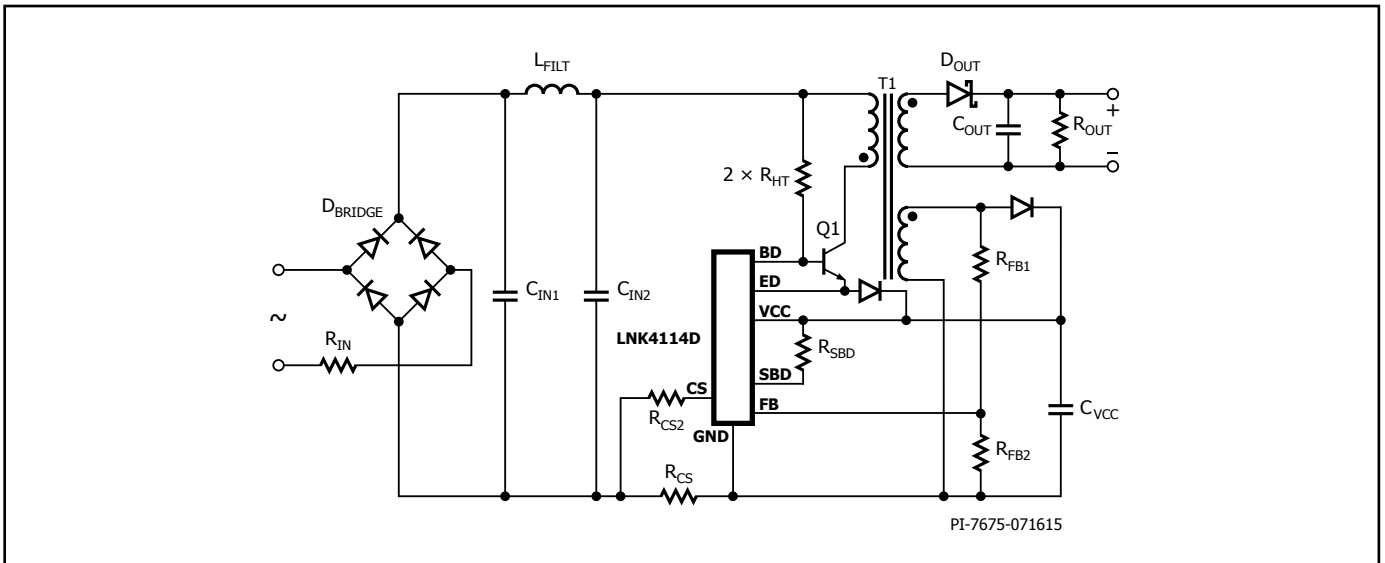 L_FILT
D_OUT
T1
+
C_OUT
R_OUT
−
2 × R_HT
D_BRIDGE
Q1
BD
R_FB1
ED
C_IN1
C_IN2
VCC
~
LNK4114D
R_SBD
R_IN
SBD
CS
FB
C_VCC
R_CS2
GND
R_FB2
R_CS
PI-7675-071615